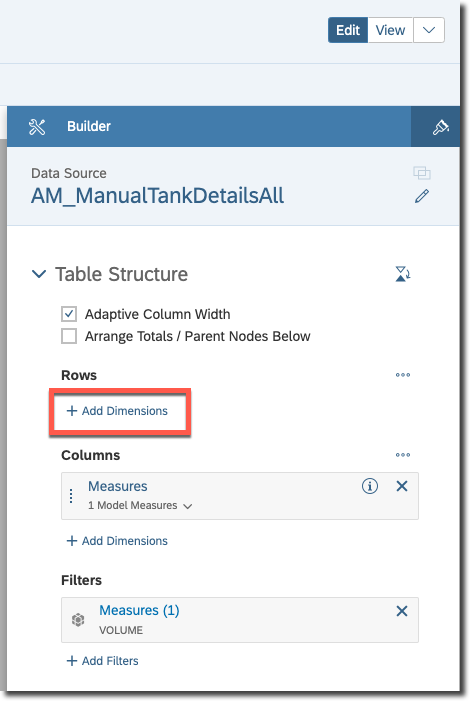 Edit View
Builder
Data Source
AM_ManualTankDetailsAll
Table Structure
Adaptive Column Width
Arrange Totals / Parent Nodes Below
Rows
+ Add Dimensions
Columns
Measures
1 Model Measures
+ Add Dimensions
Filters
Measures (1)
VOLUME
+ Add Filters